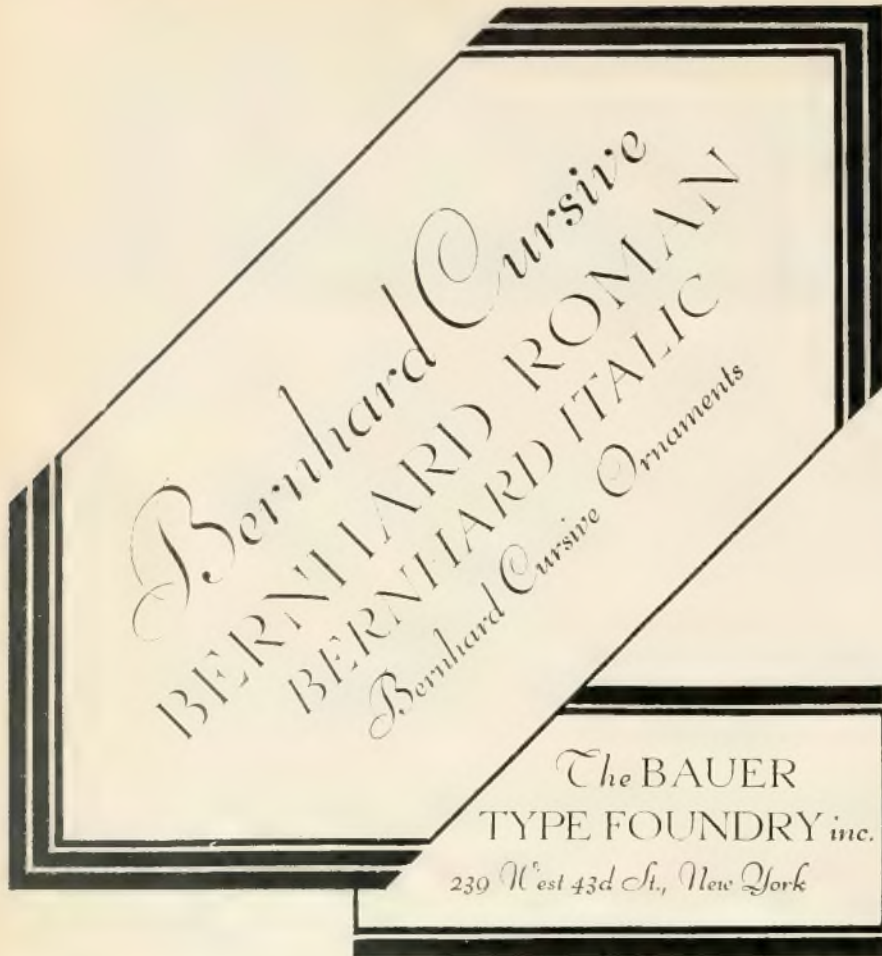 Bernhard Cursive
BERNHARD ROMAN
BERNHARD ITALIC
Bernhard Cursive Ornaments
The BAUER
TYPE FOUNDRY inc.
239 West 43d St., New York